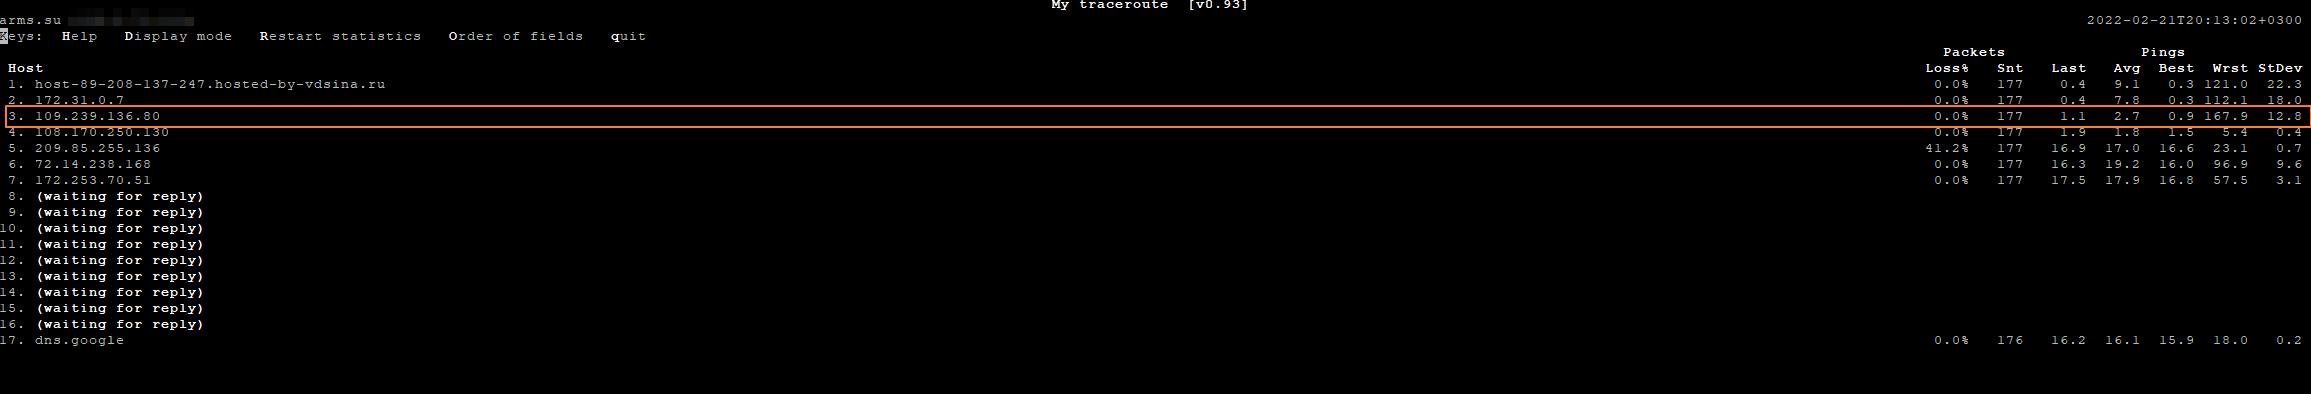 My traceroute [v0.93]
arms.su
2022-02-21T20:13:02+0300
Keys: Help Display mode Restart statistics Order of fields quit
Packets Pings
Host Loss% Snt Last Avg Best Wrst StDev
1. host-89-208-137-247.hosted-by-vdsina.ru 0.0% 177 0.4 9.1 0.3 121.0 22.3
2. 172.31.0.7 0.0% 177 0.4 7.8 0.3 112.1 18.0
3. 109.239.136.80 0.0% 177 1.1 2.7 0.9 167.9 12.8
4. 108.170.250.130 0.0% 177 1.9 1.8 1.5 5.4 0.4
5. 209.85.255.136 41.2% 177 16.9 17.0 16.6 23.1 0.7
6. 72.14.238.168 0.0% 177 16.3 19.2 16.0 96.9 9.6
7. 172.253.70.51 0.0% 177 17.5 17.9 16.8 57.5 3.1
8. (waiting for reply)
9. (waiting for reply)
10. (waiting for reply)
11. (waiting for reply)
12. (waiting for reply)
13. (waiting for reply)
14. (waiting for reply)
15. (waiting for reply)
16. (waiting for reply)
17. dns.google 0.0% 176 16.2 16.1 15.9 18.0 0.2